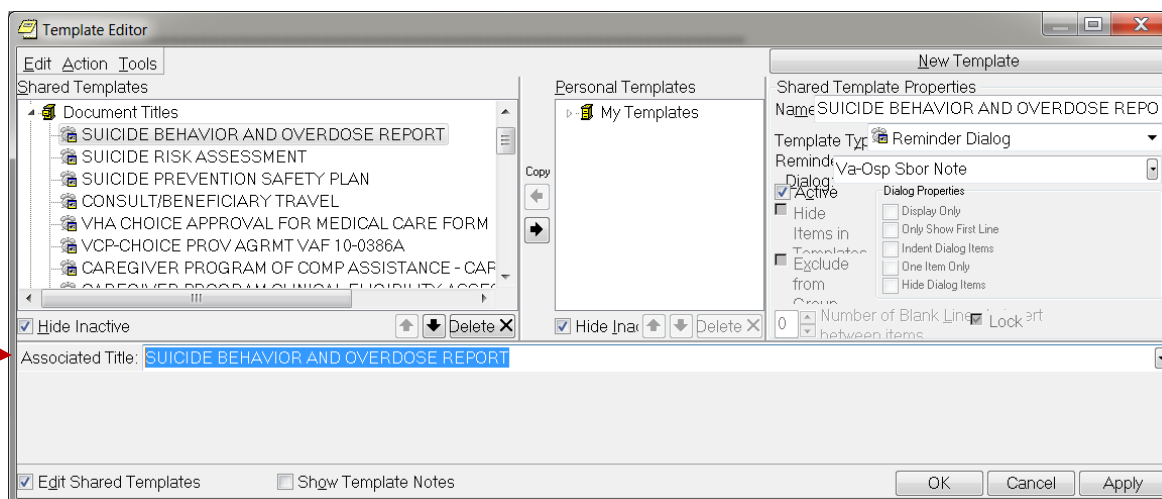 Template Editor
Edit Action Tools
New Template
Shared Templates
Document Titles
SUICIDE BEHAVIOR AND OVERDOSE REPORT
SUICIDE RISK ASSESSMENT
SUICIDE PREVENTION SAFETY PLAN
CONSULT/BENEFICIARY TRAVEL
VHA CHOICE APPROVAL FOR MEDICAL CARE FORM
VCP-CHOICE PROV AGRMT VAF 10-0386A
CAREGIVER PROGRAM OF COMP ASSISTANCE - CAR
Hide Inactive
Delete
Copy
Personal Templates
My Templates
Hide Inac
Delete
Shared Template Properties
Name SUICIDE BEHAVIOR AND OVERDOSE REPO
Template Typ Reminder Dialog
Reminde
Dialog: Va-Osp Sbor Note
Active
Hide
Items in
Templates
Exclude
from
Group
Dialog Properties
Display Only
Only Show First Line
Indent Dialog Items
One Item Only
Hide Dialog Items
0 Number of Blank Line ert
between items
Lock
Associated Title: SUICIDE BEHAVIOR AND OVERDOSE REPORT
Edit Shared Templates
Show Template Notes
OK Cancel Apply